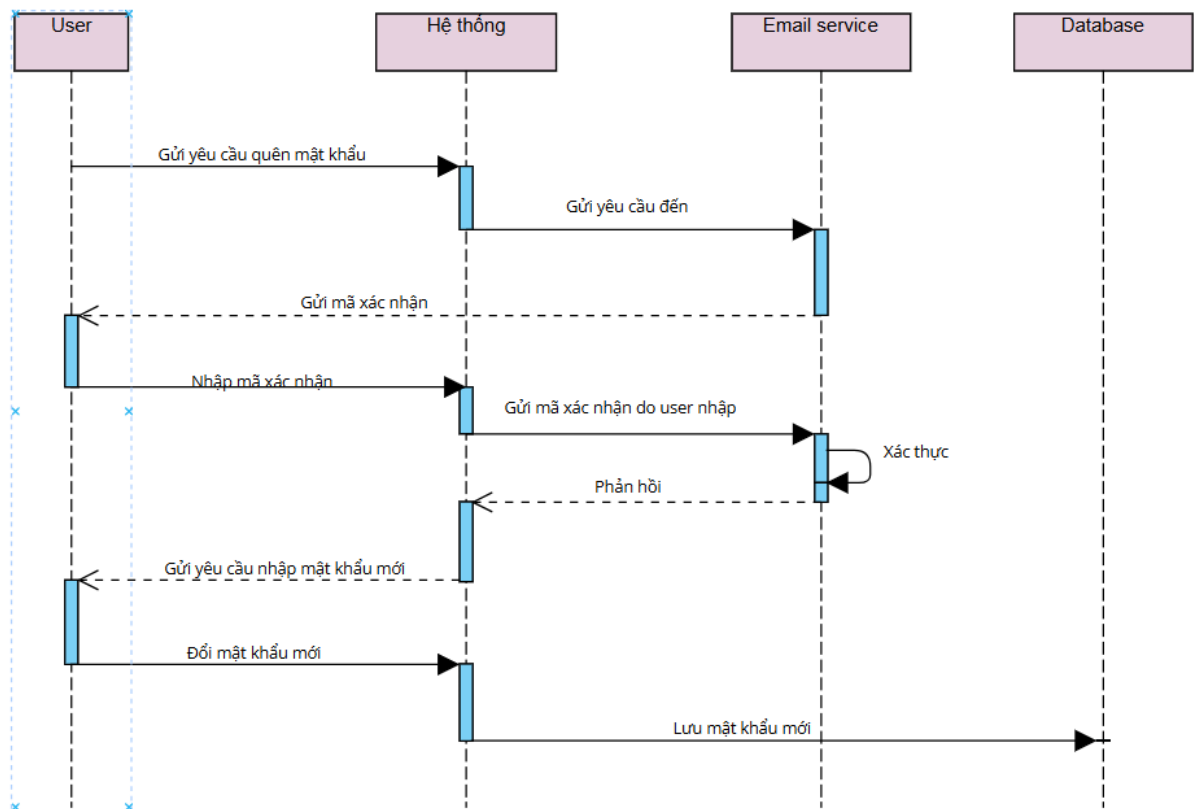 User
Hệ thống
Email service
Database
Gửi yêu cầu quên mật khẩu
Gửi yêu cầu đến
Gửi mã xác nhận
Nhập mã xác nhận
Gửi mã xác nhận do user nhập
Xác thực
Phản hồi
Gửi yêu cầu nhập mật khẩu mới
Đổi mật khẩu mới
Lưu mật khẩu mới